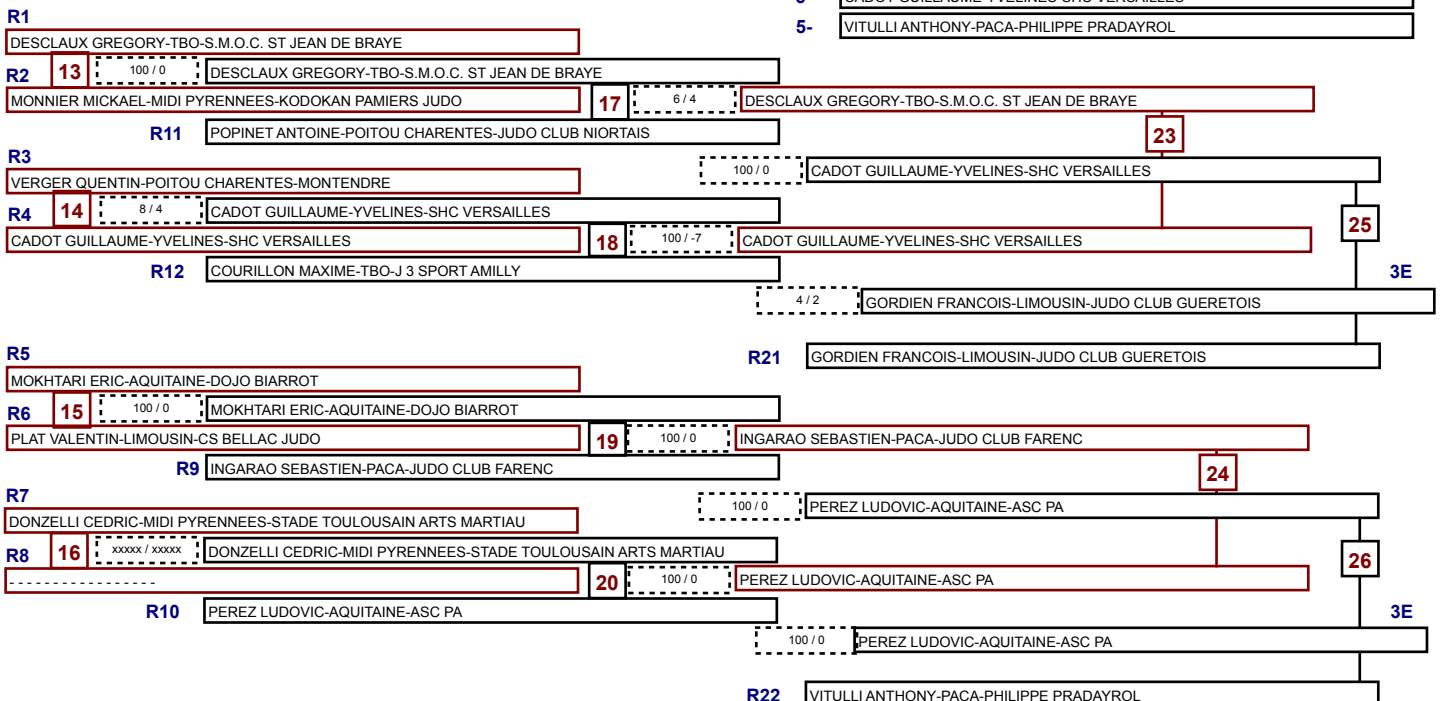 CADOT GUILLAUME-YVELINES-SHC VERSAILLES
R1
5- VITULLI ANTHONY-PACA-PHILIPPE PRADAYROL
DESCLAUX GREGORY-TBO-S.M.O.C. ST JEAN DE BRAYE
R2 13 100 / 0 DESCLAUX GREGORY-TBO-S.M.O.C. ST JEAN DE BRAYE
MONNIER MICKAEL-MIDI PYRENNEES-KODOKAN PAMIERS JUDO 17 6 / 4 DESCLAUX GREGORY-TBO-S.M.O.C. ST JEAN DE BRAYE
R11 POPINET ANTOINE-POITOU CHARENTES-JUDO CLUB NIORTAIS 23
R3
100 / 0 CADOT GUILLAUME-YVELINES-SHC VERSAILLES
VERGER QUENTIN-POITOU CHARENTES-MONTENDRE
R4 14 8 / 4 CADOT GUILLAUME-YVELINES-SHC VERSAILLES 25
CADOT GUILLAUME-YVELINES-SHC VERSAILLES 18 100 / -7 CADOT GUILLAUME-YVELINES-SHC VERSAILLES
R12 COURILLON MAXIME-TBO-J 3 SPORT AMILLY 3E
4 / 2 GORDIEN FRANCOIS-LIMOUSIN-JUDO CLUB GUERETOIS
R5
R21 GORDIEN FRANCOIS-LIMOUSIN-JUDO CLUB GUERETOIS
MOKHTARI ERIC-AQUITAINE-DOJO BIARROT
R6 15 100 / 0 MOKHTARI ERIC-AQUITAINE-DOJO BIARROT
PLAT VALENTIN-LIMOUSIN-CS BELLAC JUDO 19 100 / 0 INGARAO SEBASTIEN-PACA-JUDO CLUB FARENC
R9 INGARAO SEBASTIEN-PACA-JUDO CLUB FARENC 24
R7
100 / 0 PEREZ LUDOVIC-AQUITAINE-ASC PA
DONZELLI CEDRIC-MIDI PYRENNEES-STADE TOULOUSAIN ARTS MARTIAU
R8 16 xxxxx / xxxxx DONZELLI CEDRIC-MIDI PYRENNEES-STADE TOULOUSAIN ARTS MARTIAU 26
- - - - - - - - - - - - - - - - - 20 100 / 0 PEREZ LUDOVIC-AQUITAINE-ASC PA
R10 PEREZ LUDOVIC-AQUITAINE-ASC PA 3E
100 / 0 PEREZ LUDOVIC-AQUITAINE-ASC PA
R22 VITULLI ANTHONY-PACA-PHILIPPE PRADAYROL